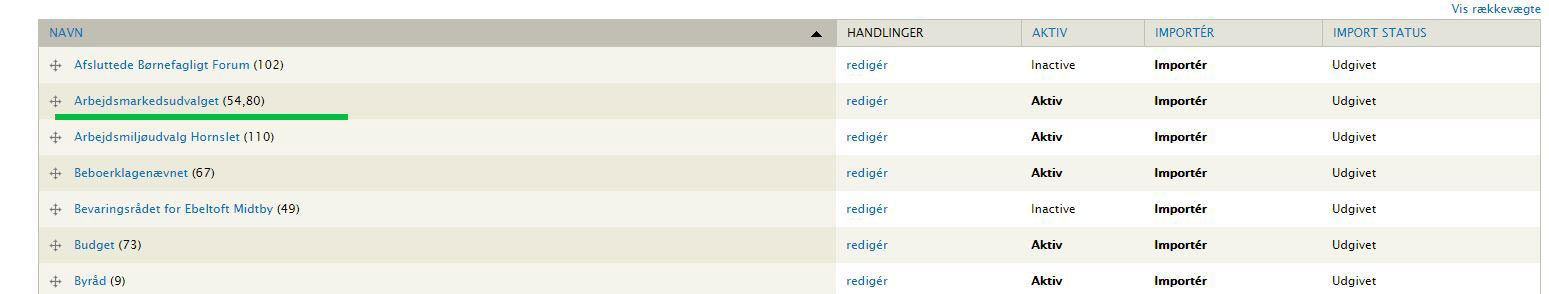 Vis rækkevægte
NAVN HANDLINGER AKTIV IMPORTÉR IMPORT STATUS
Afsluttede Børnefagligt Forum (102) redigér Inactive Importér Udgivet
Arbejdsmarkedsudvalget (54,80) redigér Aktiv Importér Udgivet
Arbejdsmiljøudvalg Hornslet (110) redigér Aktiv Importér Udgivet
Beboerklagenævnet (67) redigér Aktiv Importér Udgivet
Bevaringsrådet for Ebeltoft Midtby (49) redigér Inactive Importér Udgivet
Budget (73) redigér Aktiv Importér Udgivet
Byråd (9) redigér Aktiv Importér Udgivet